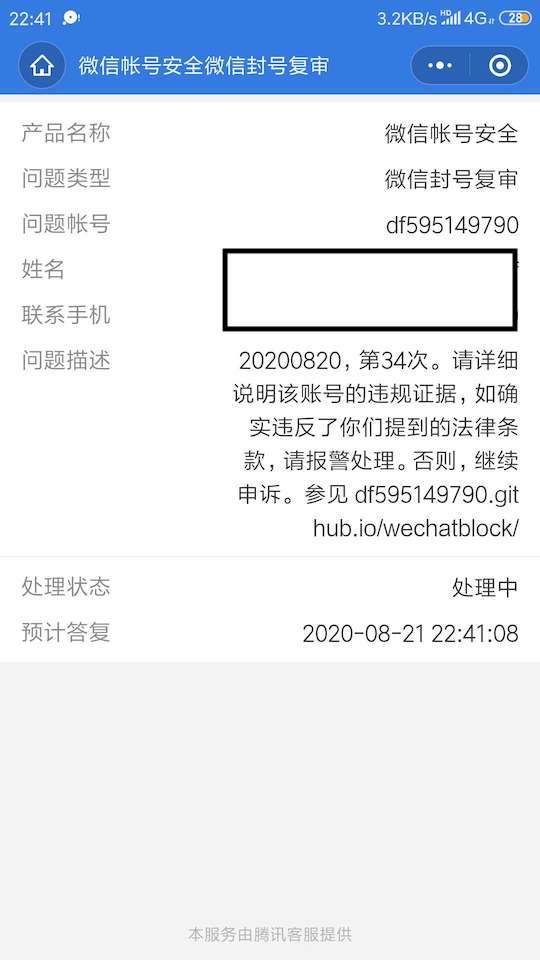 22:41 3.2KB/s HD 4G 28
微信帐号安全微信封号复审
产品名称 微信帐号安全
问题类型 微信封号复审
问题帐号 df595149790
姓名
联系手机
问题描述 20200820，第34次。请详细
说明该账号的违规证据，如确
实违反了你们提到的法律条
款，请报警处理。否则，继续
申诉。参见 df595149790.git
hub.io/wechatblock/
处理状态 处理中
预计答复 2020-08-21 22:41:08
本服务由腾讯客服提供